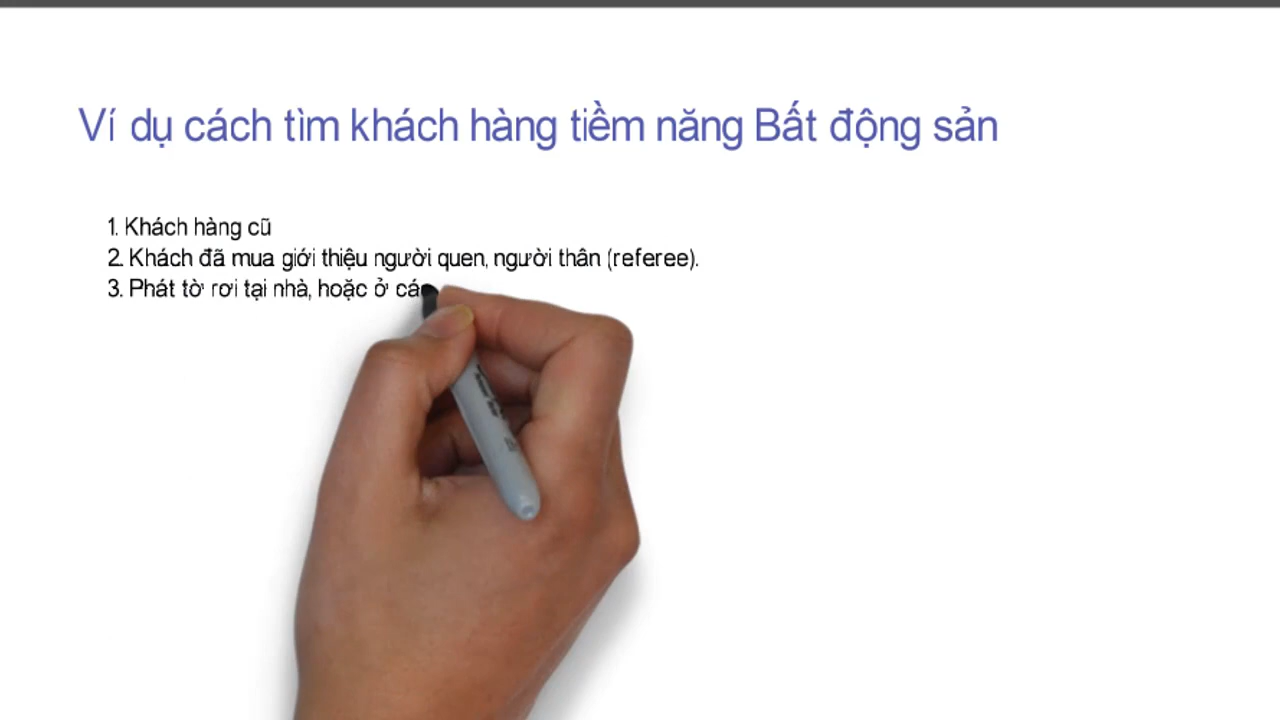 Ví dụ cách tìm khách hàng tiềm năng Bất động sản
1. Khách hàng cũ
2. Khách đã mua giới thiệu người quen, người thân (referee).
3. Phát tờ rơi tại nhà, hoặc ở